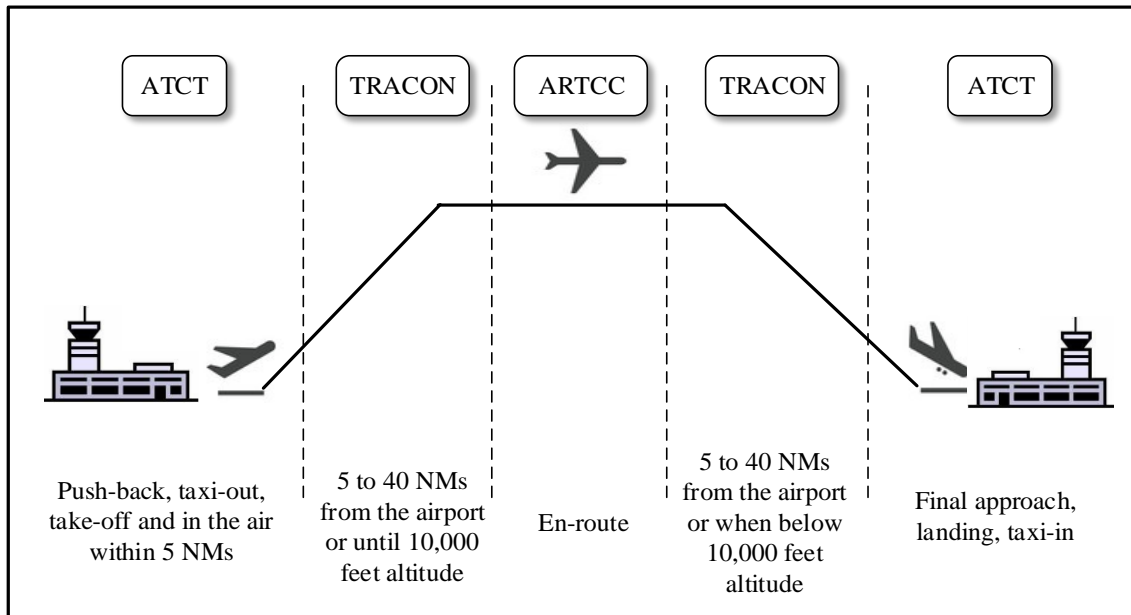 ATCT
TRACON
ARTCC
TRACON
ATCT
Push-back, taxi-out,
take-off and in the air
within 5 NMs
5 to 40 NMs
from the airport
or until 10,000
feet altitude
En-route
5 to 40 NMs
from the airport
or when below
10,000 feet
altitude
Final approach,
landing, taxi-in